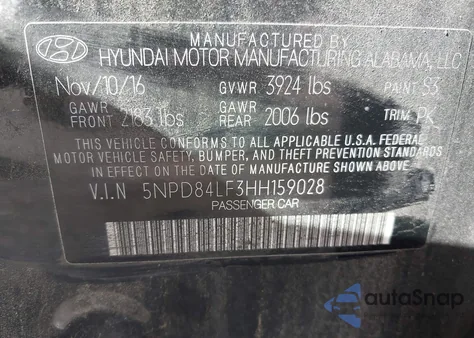 MANUFACTURED BY
HYUNDAI MOTOR MANUFACTURING ALABAMA, LLC
Nov/10/16 GVWR 3924 lbs PAINT S3
GAWR FRONT 2183 lbs GAWR REAR 2006 lbs TRIM PK
THIS VEHICLE CONFORMS TO ALL APPLICABLE U.S.A. FEDERAL
MOTOR VEHICLE SAFETY, BUMPER, AND THEFT PREVENTION STANDARDS
IN EFFECT ON THE DATE OF MANUFACTURE SHOWN ABOVE.
V.I.N 5NPD84LF3HH159028
PASSENGER CAR
autoSnap